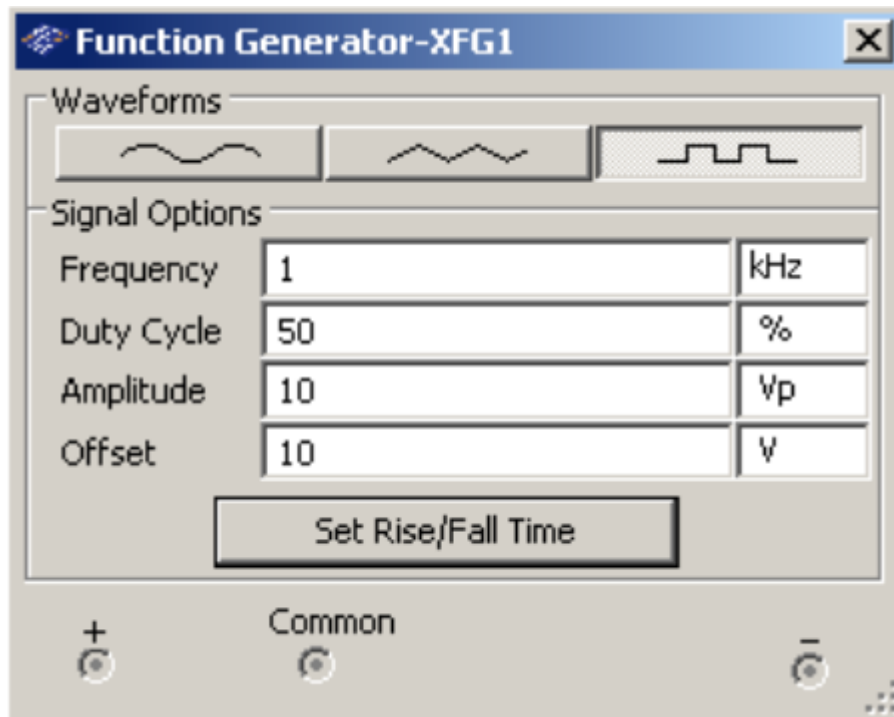 Function Generator-XFG1
Waveforms
Signal Options
Frequency 1 kHz
Duty Cycle 50 %
Amplitude 10 Vp
Offset 10 V
Set Rise/Fall Time
+ Common −